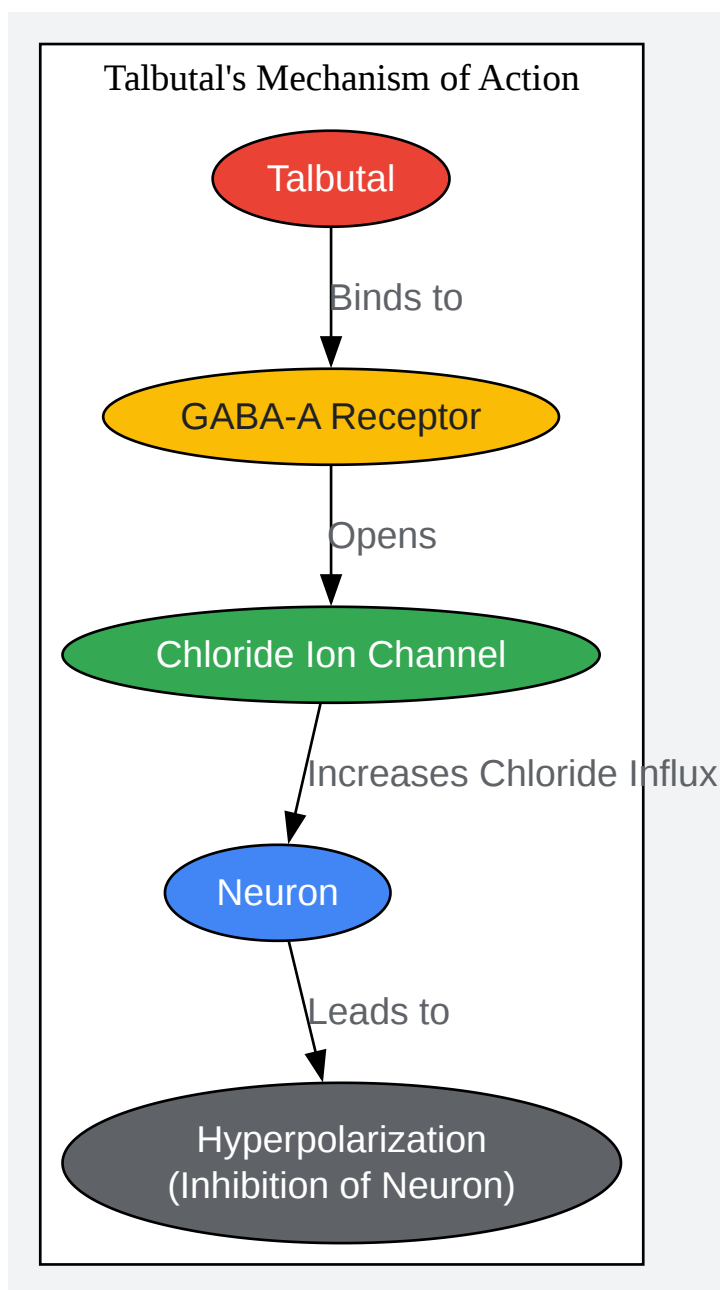 Talbutal's Mechanism of Action
Talbutal
Binds to
GABA-A Receptor
Opens
Chloride Ion Channel
Increases Chloride Influx
Neuron
Leads to
Hyperpolarization
(Inhibition of Neuron)